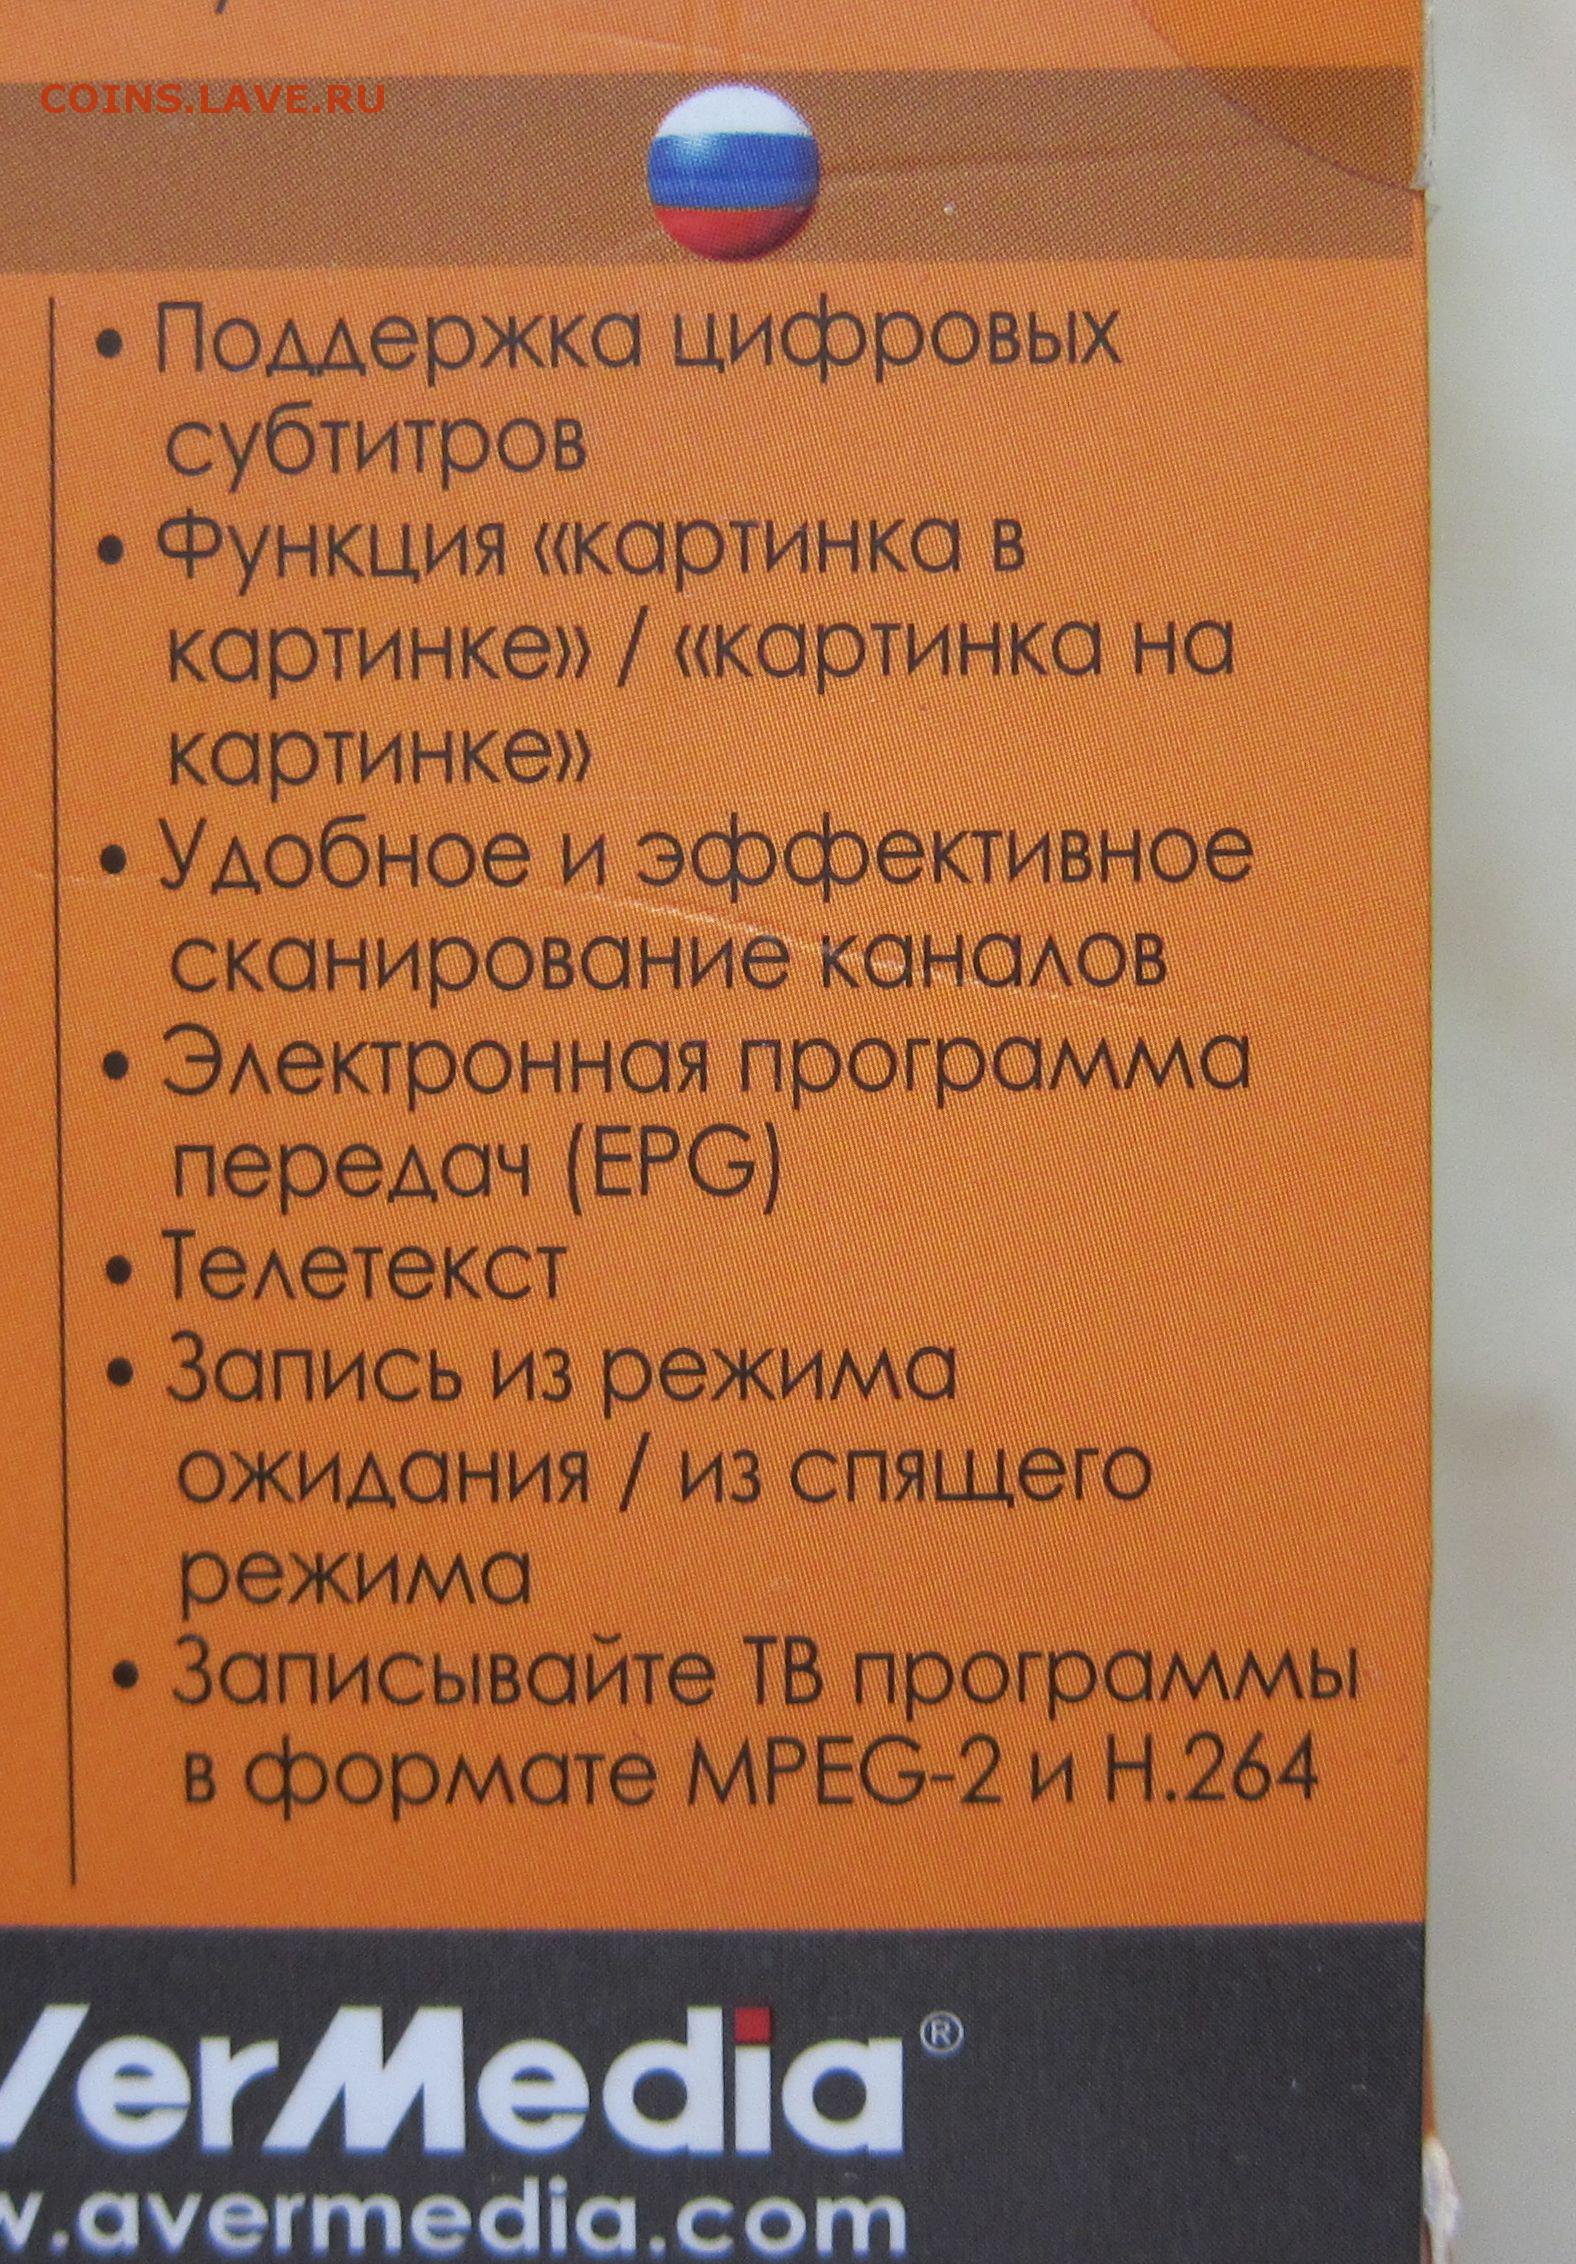 COINS.LAVE.RU
• Поддержка цифровых
субтитров
• Функция «картинка в
картинке» / «картинка на
картинке»
• Удобное и эффективное
сканирование каналов
• Электронная программа
передач (EPG)
• Телетекст
• Запись из режима
ожидания / из спящего
режима
• Записывайте ТВ программы
в формате MPEG-2 и H.264
VerMedia®
w.avermedia.com